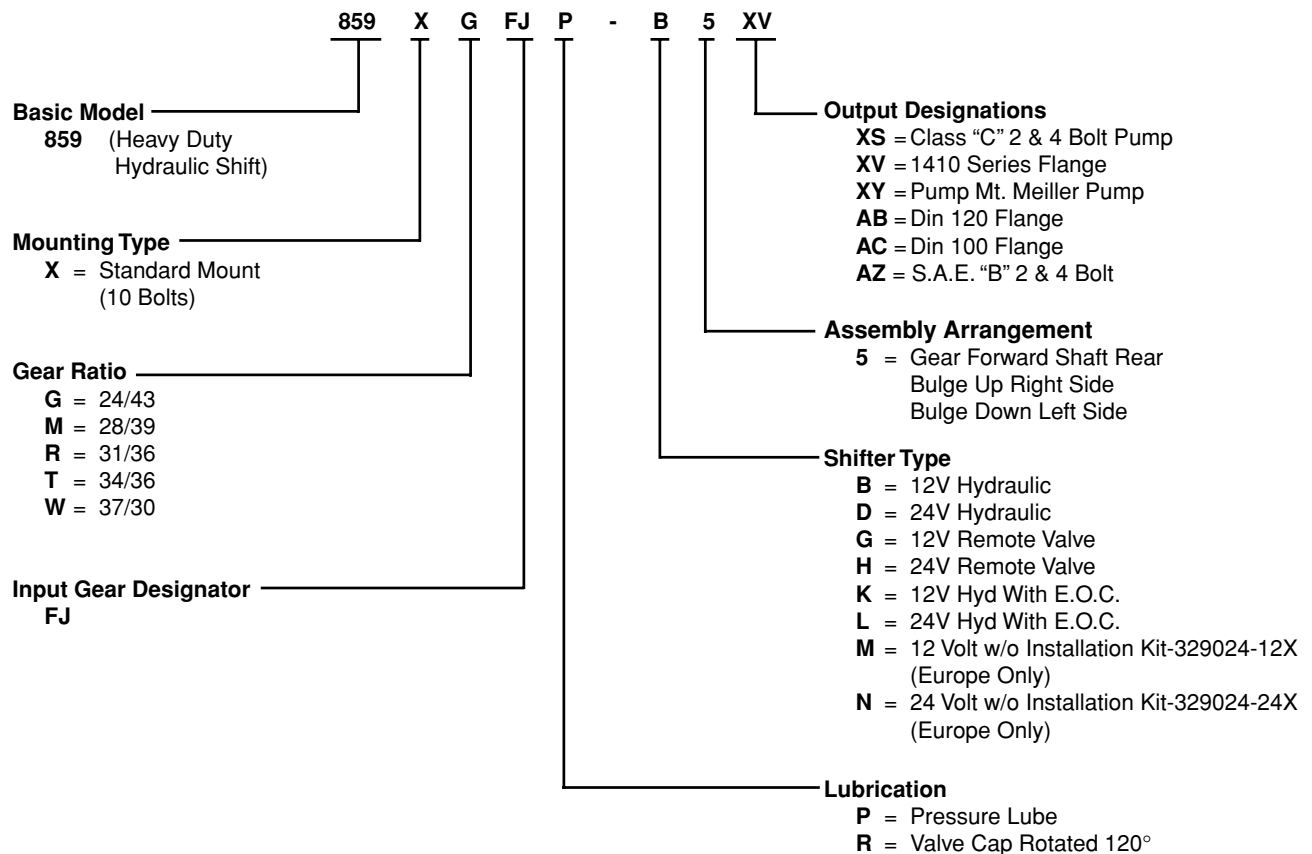 859 X G FJ P - B 5 XV
Basic Model
859 (Heavy Duty
Hydraulic Shift)
Mounting Type
X = Standard Mount
(10 Bolts)
Gear Ratio
G = 24/43
M = 28/39
R = 31/36
T = 34/36
W = 37/30
Input Gear Designator
FJ
Output Designations
XS = Class “C” 2 & 4 Bolt Pump
XV = 1410 Series Flange
XY = Pump Mt. Meiller Pump
AB = Din 120 Flange
AC = Din 100 Flange
AZ = S.A.E. “B” 2 & 4 Bolt
Assembly Arrangement
5 = Gear Forward Shaft Rear
Bulge Up Right Side
Bulge Down Left Side
Shifter Type
B = 12V Hydraulic
D = 24V Hydraulic
G = 12V Remote Valve
H = 24V Remote Valve
K = 12V Hyd With E.O.C.
L = 24V Hyd With E.O.C.
M = 12 Volt w/o Installation Kit-329024-12X
(Europe Only)
N = 24 Volt w/o Installation Kit-329024-24X
(Europe Only)
Lubrication
P = Pressure Lube
R = Valve Cap Rotated 120°